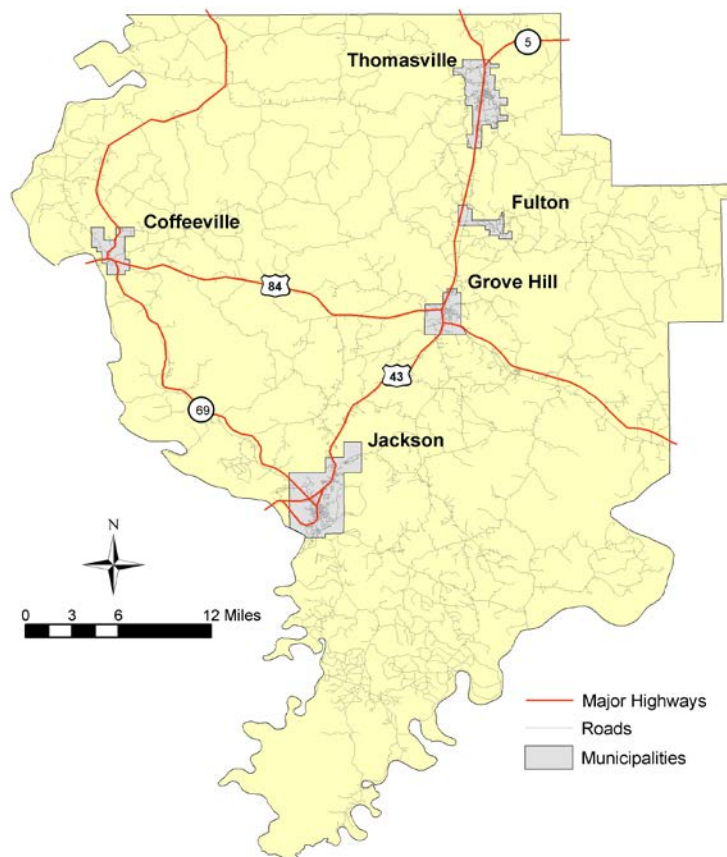 5
Thomasville
Fulton
Coffeeville
Grove Hill
84
43
69
Jackson
N
0 3 6 12 Miles
Major Highways
Roads
Municipalities